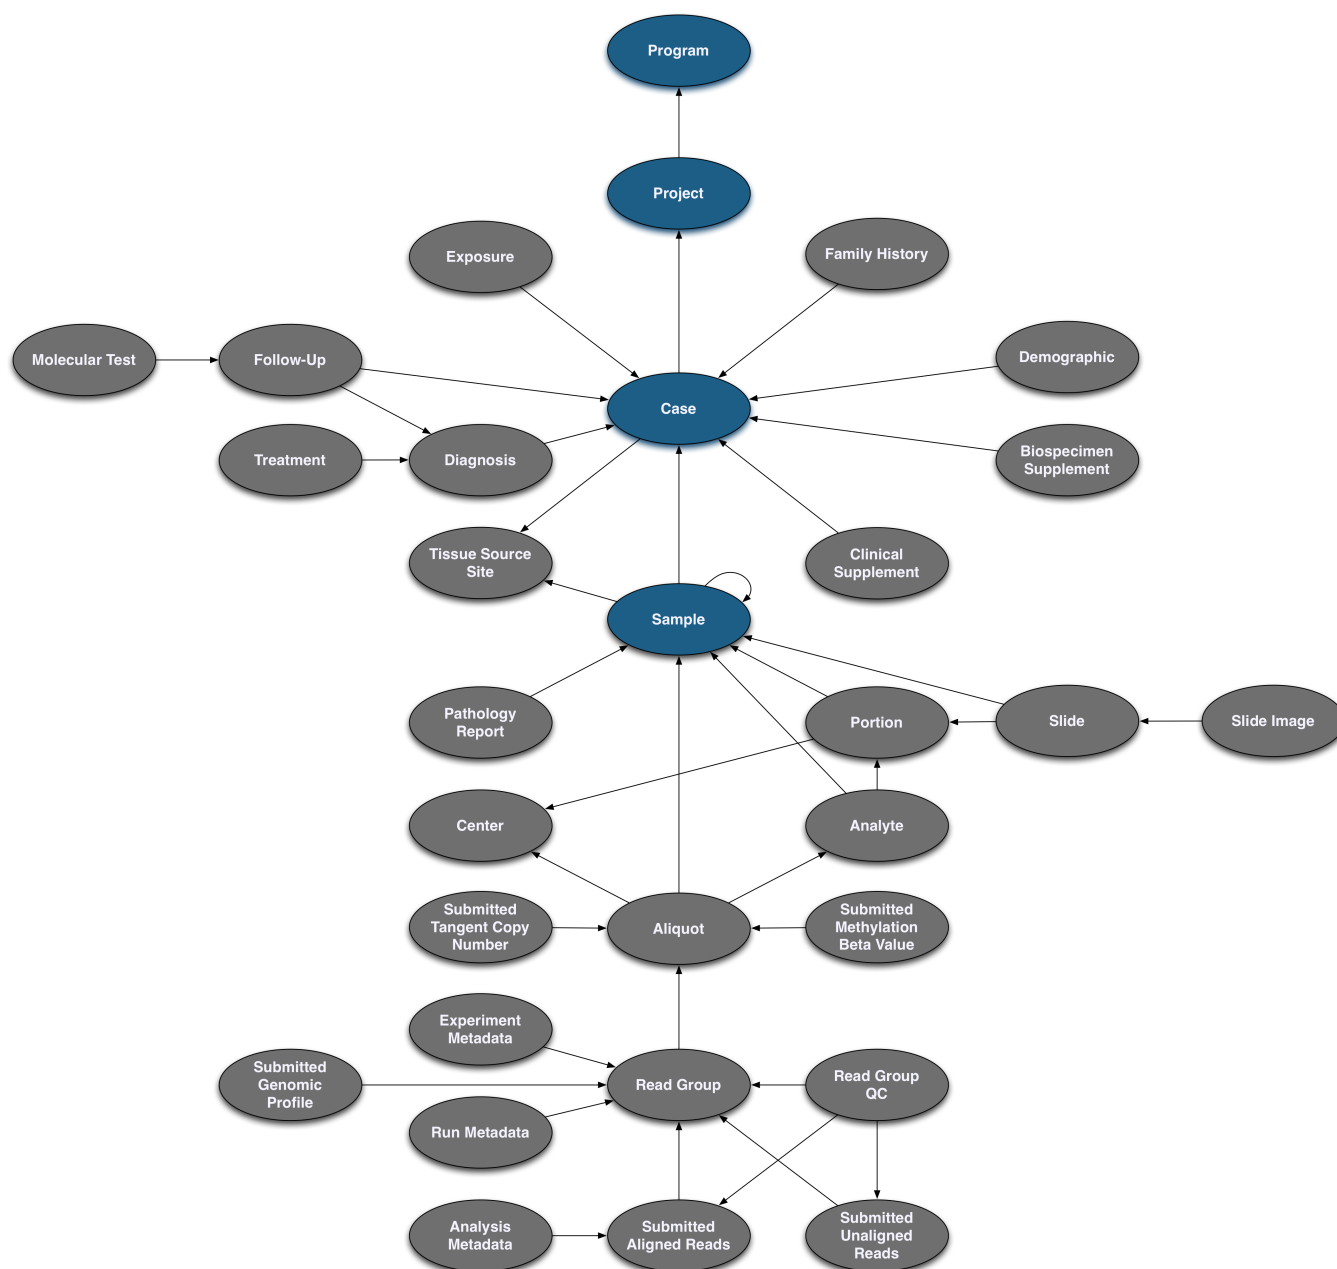 Program
Project
Exposure
Family History
Molecular Test
Follow-Up
Demographic
Case
Treatment
Diagnosis
Biospecimen
Supplement
Tissue Source
Site
Clinical
Supplement
Sample
Pathology
Report
Portion
Slide
Slide Image
Center
Analyte
Submitted
Tangent Copy
Number
Aliquot
Submitted
Methylation
Beta Value
Experiment
Metadata
Submitted
Genomic
Profile
Read Group
Read Group
QC
Run Metadata
Analysis
Metadata
Submitted
Aligned Reads
Submitted
Unaligned
Reads